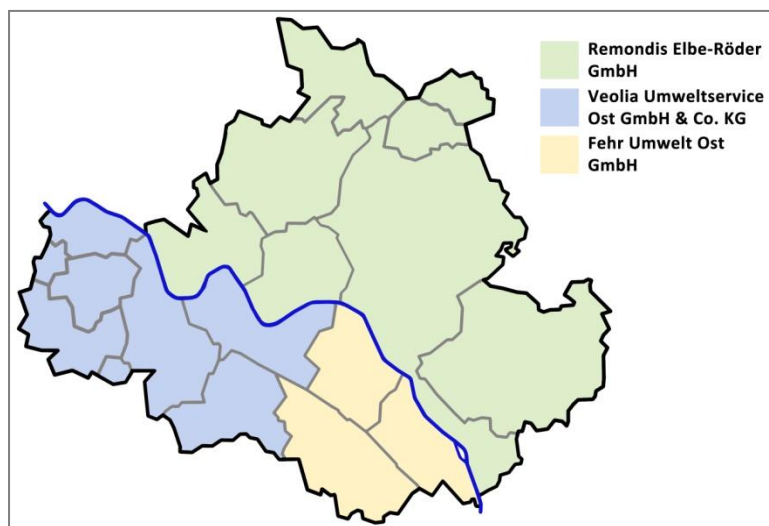 Remondis Elbe-Röder
GmbH
Veolia Umweltservice
Ost GmbH & Co. KG
Fehr Umwelt Ost
GmbH